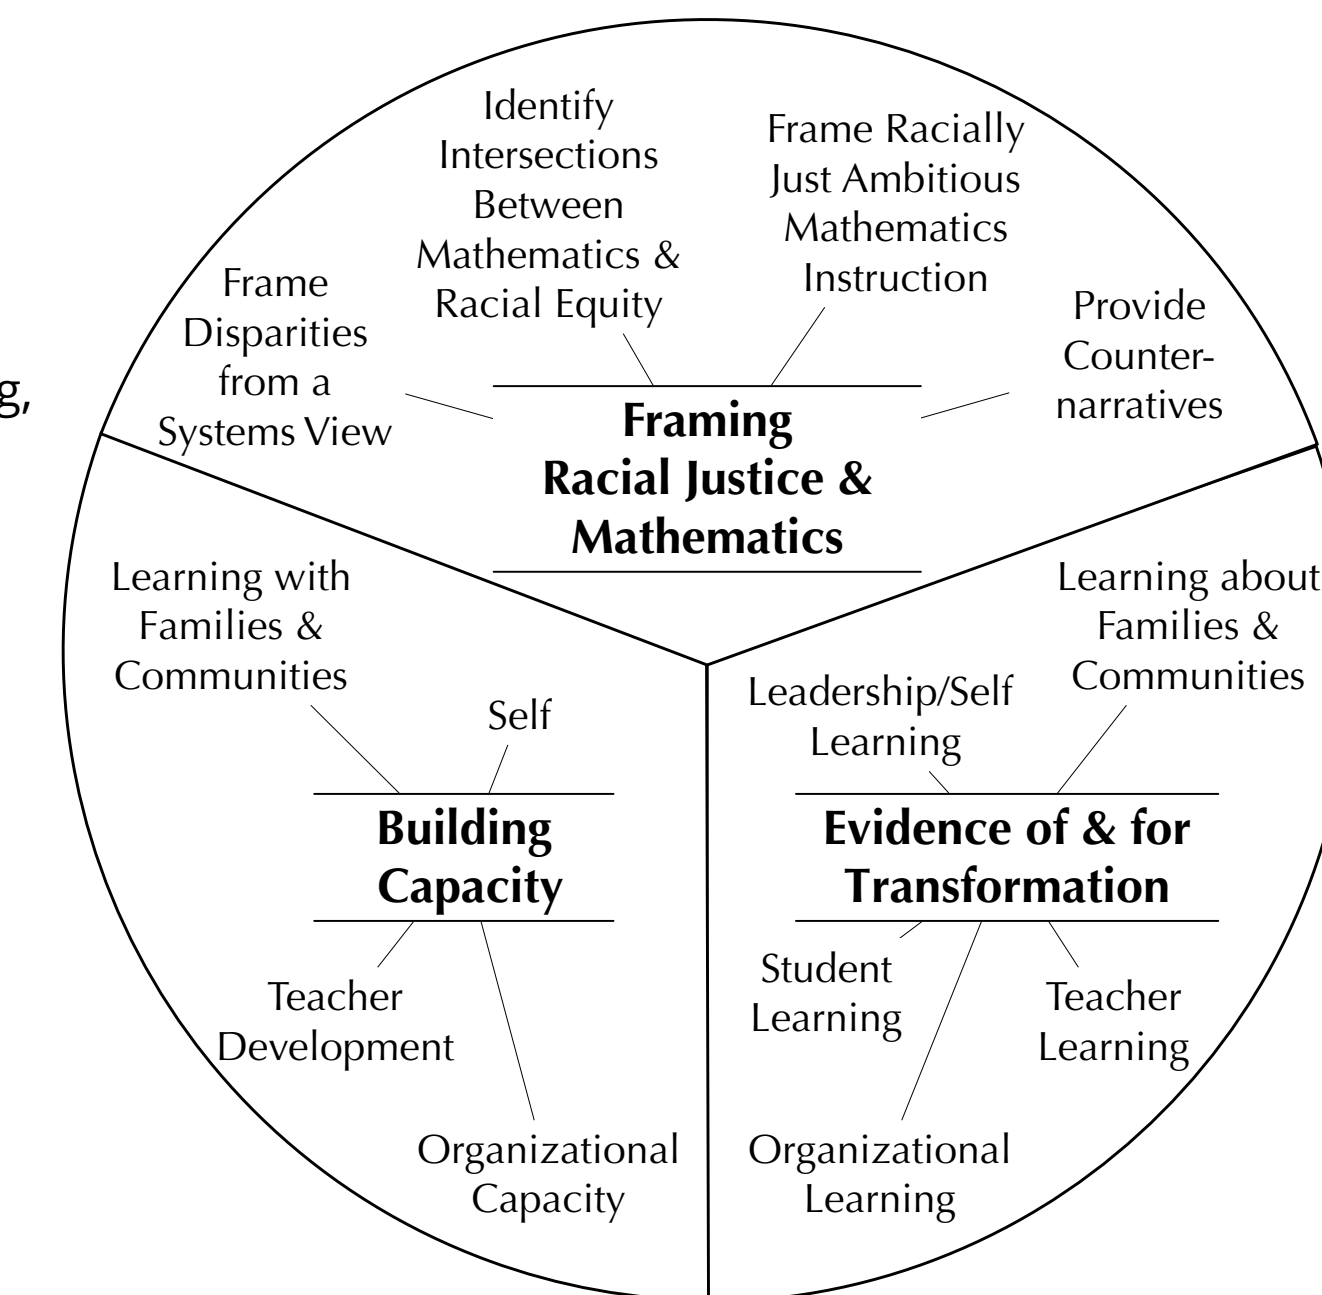 Identify
Intersections
Between
Mathematics &
Racial Equity
Frame Racially
Just Ambitious
Mathematics
Instruction
Frame
Disparities
from a
Systems View
Provide
Counter-
narratives
g,
Framing
Racial Justice &
Mathematics
Learning with
Families &
Communities
Self
Building
Capacity
Teacher
Development
Organizational
Capacity
Leadership/Self
Learning
Learning about
Families &
Communities
Evidence of & for
Transformation
Student
Learning
Teacher
Learning
Organizational
Learning